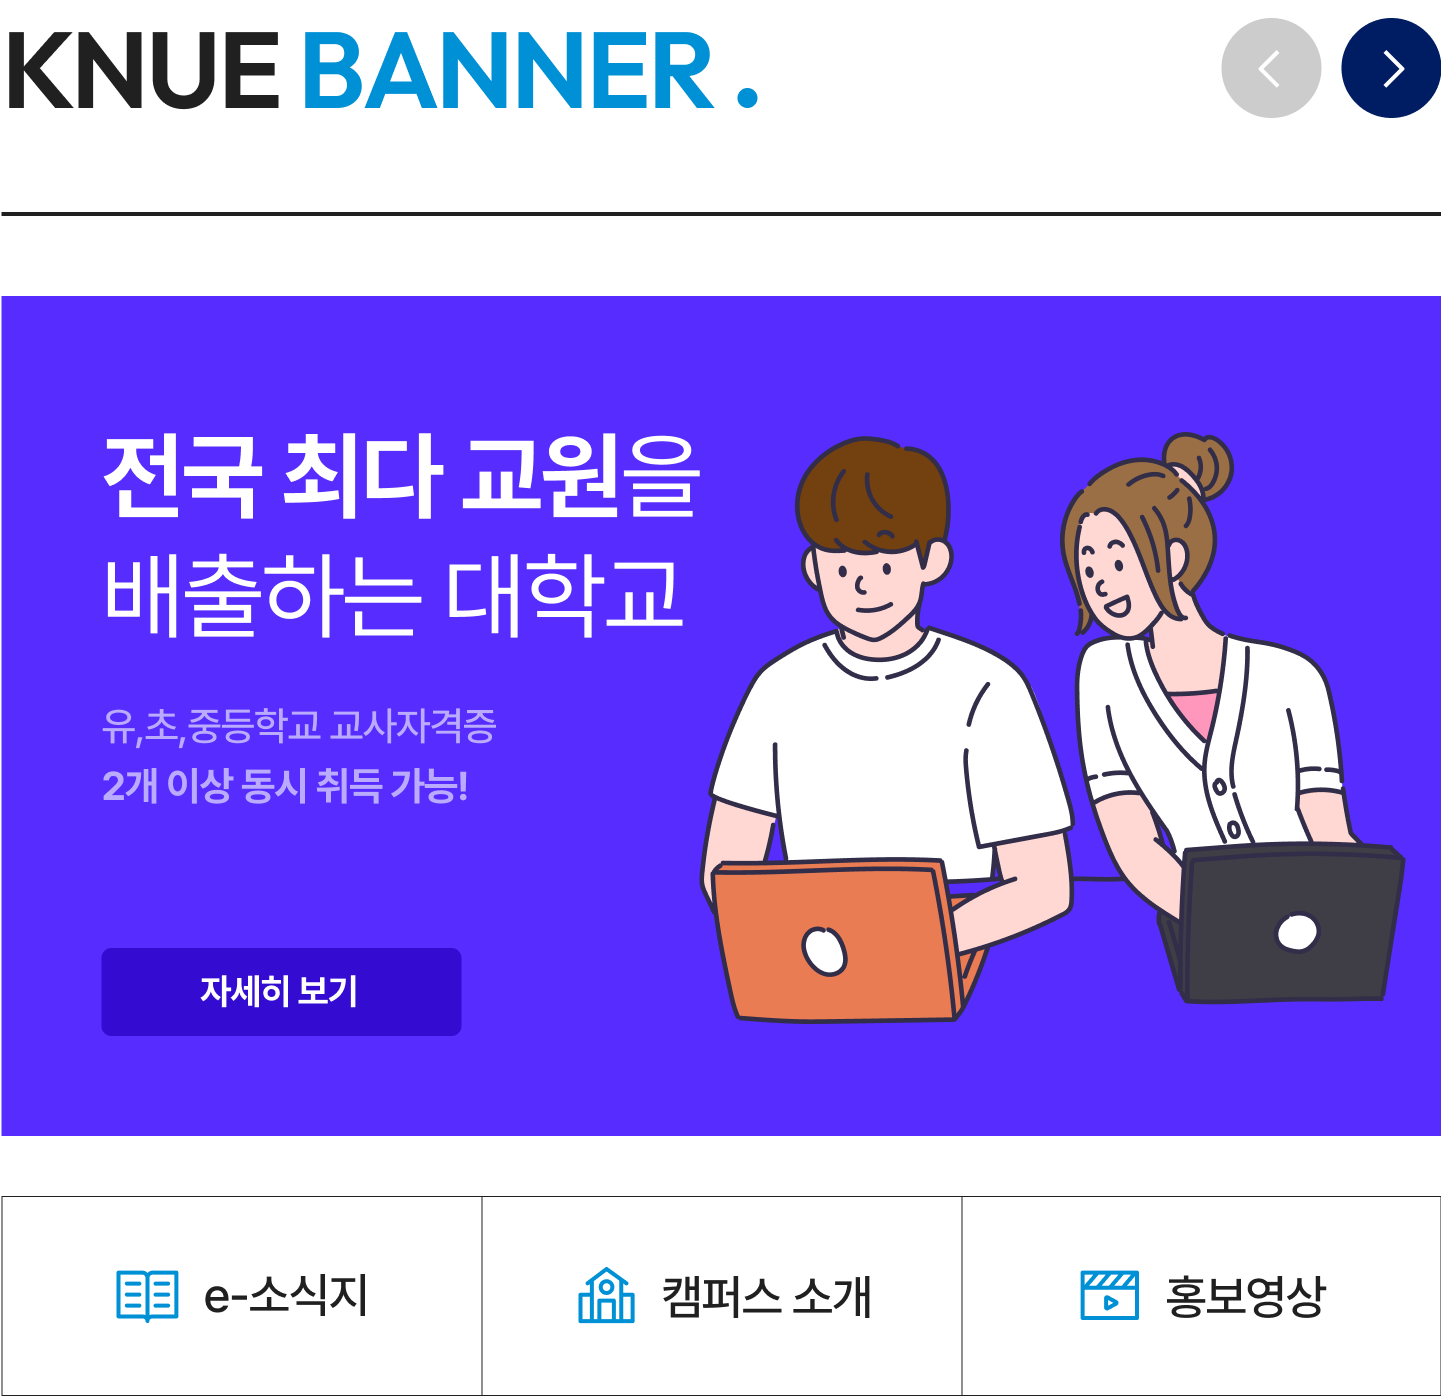 KNUE BANNER .
전국 최다 교원을
배출하는 대학교
유,초,중등학교 교사자격증
2개 이상 동시 취득 가능!
자세히 보기
e-소식지
캠퍼스 소개
홍보영상